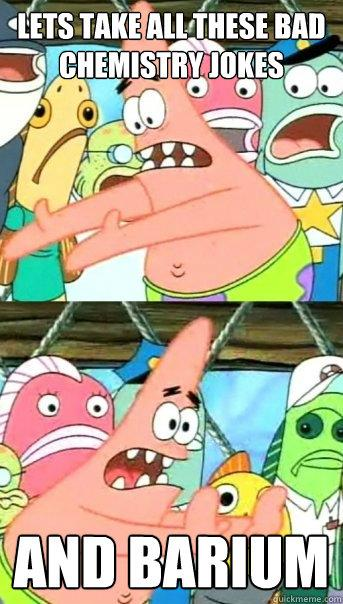 LETS TAKE ALL THESE BAD
CHEMISTRY JOKES
AND BARIUM
quickmeme.com